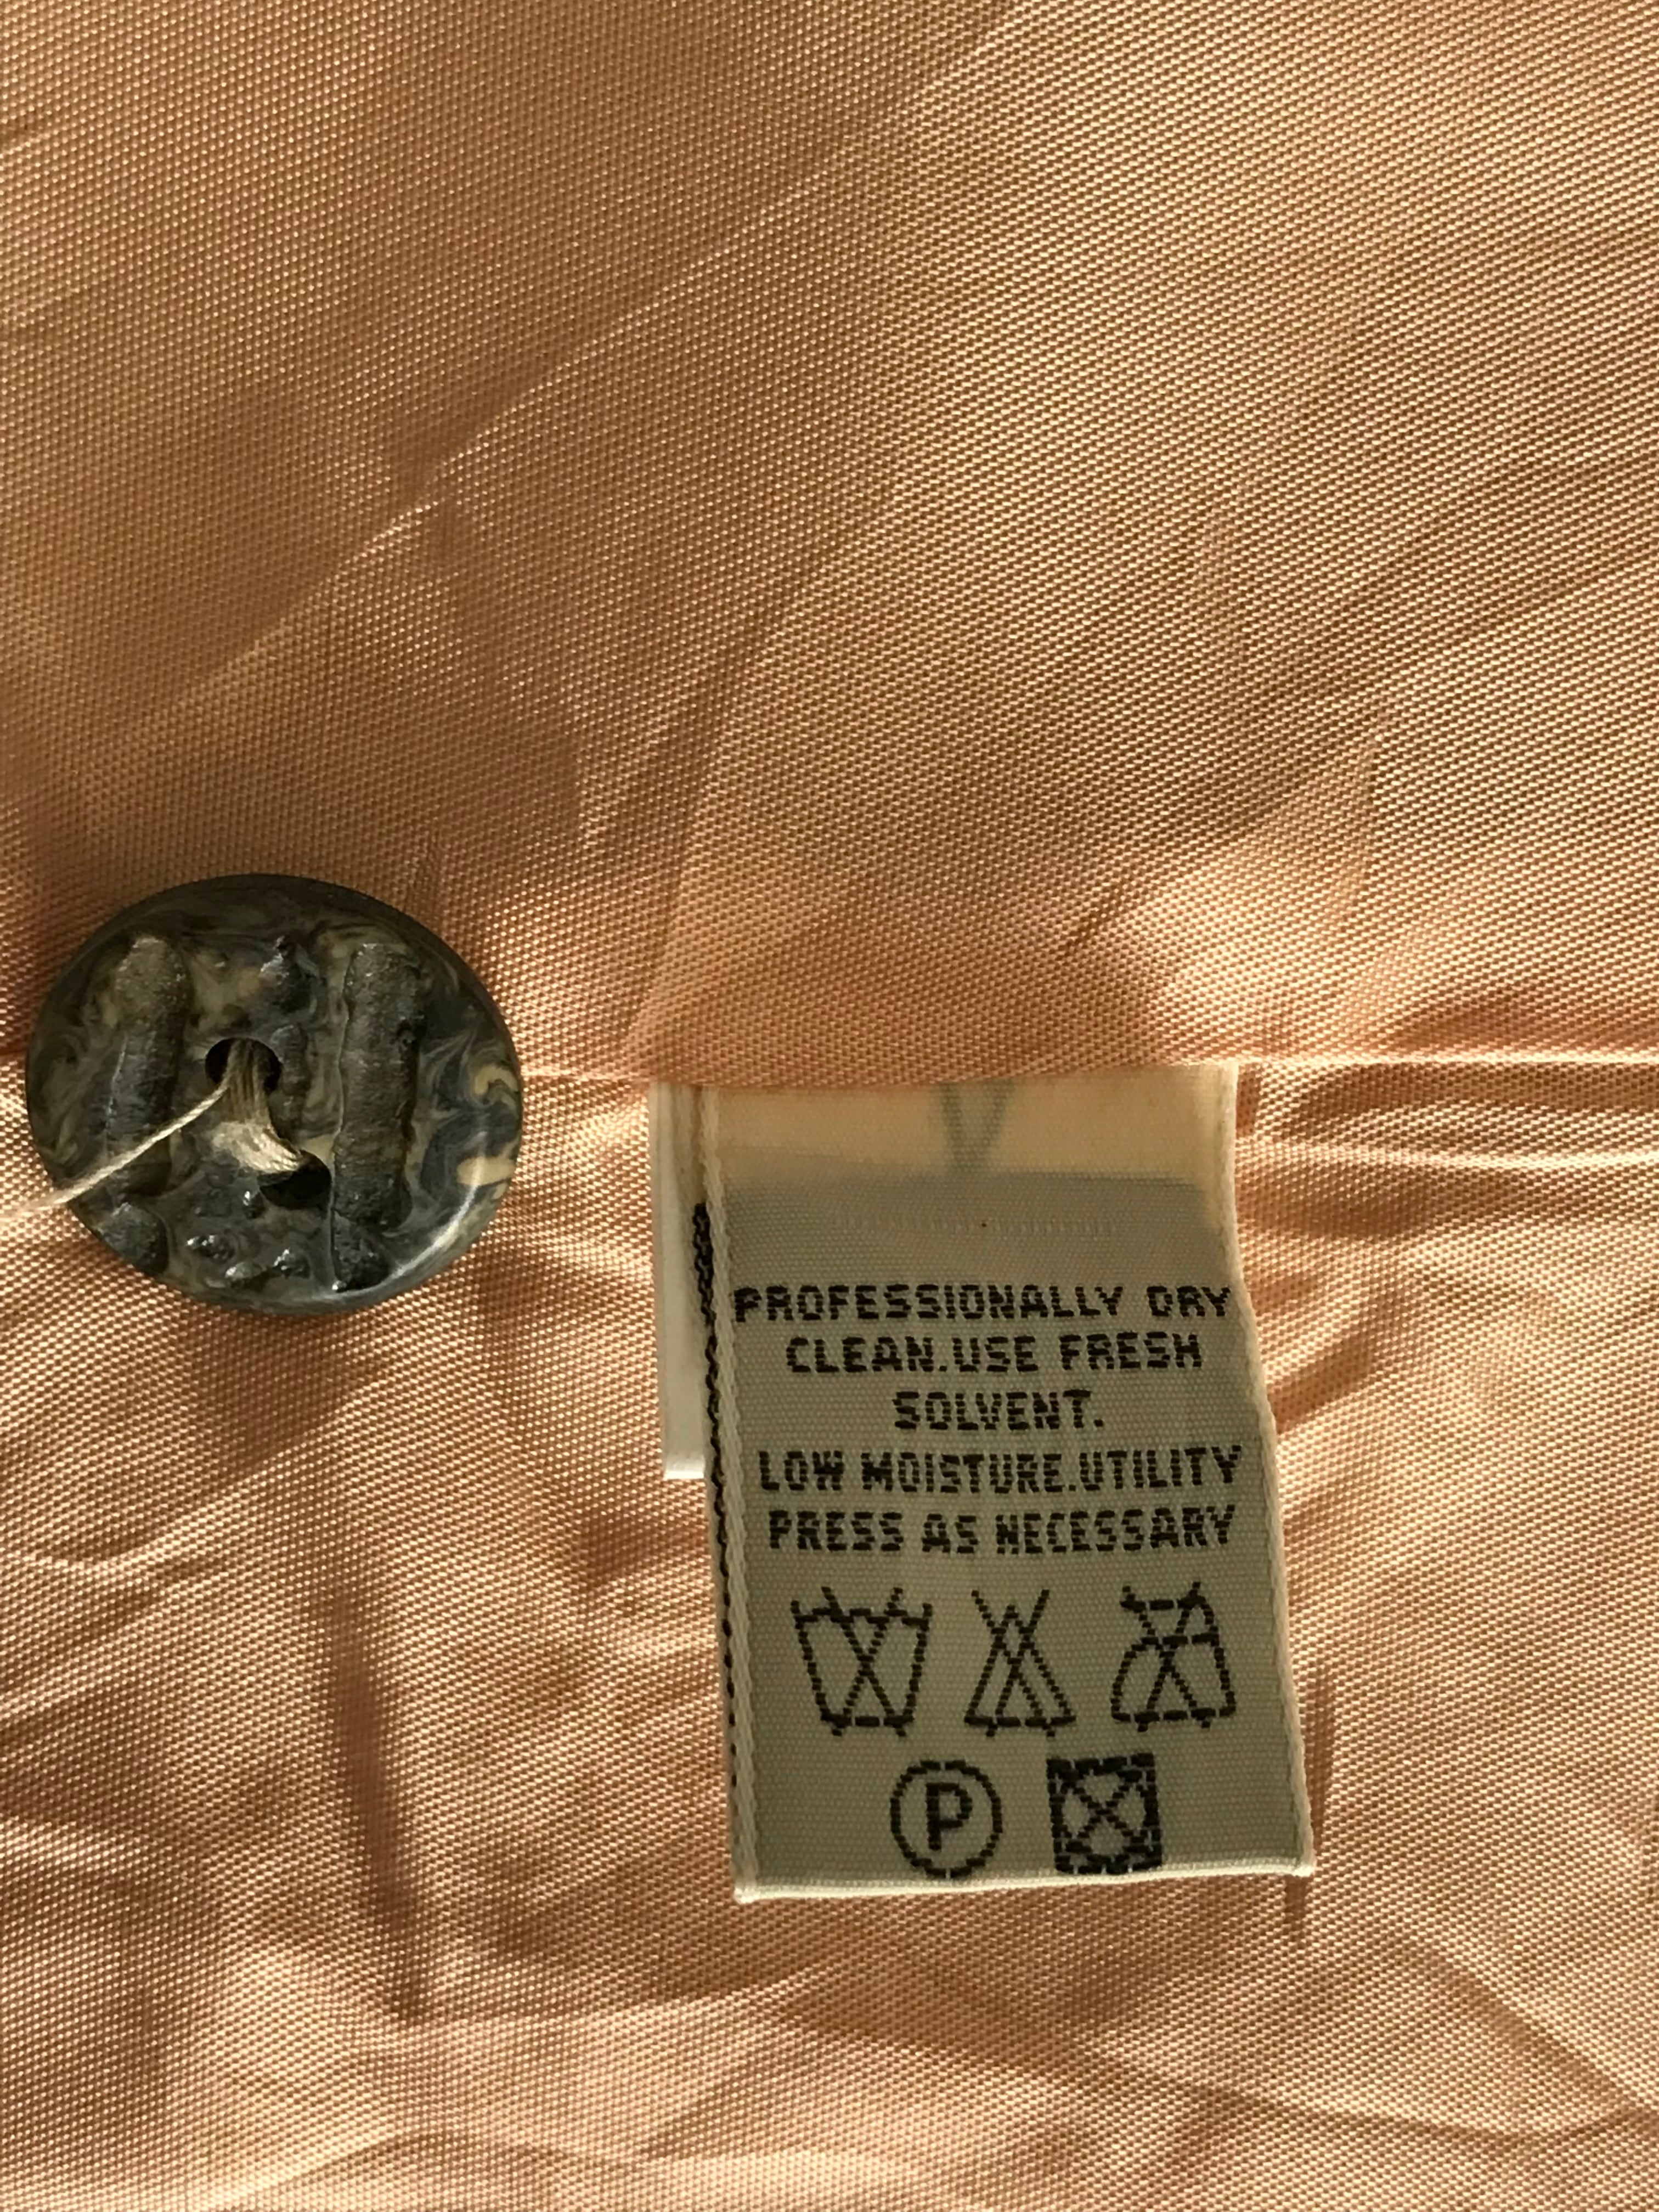 PROFESSIONALLY DRY
CLEAN.USE FRESH
SOLVENT.
LOW MOISTURE.UTILITY
PRESS AS NECESSARY
P